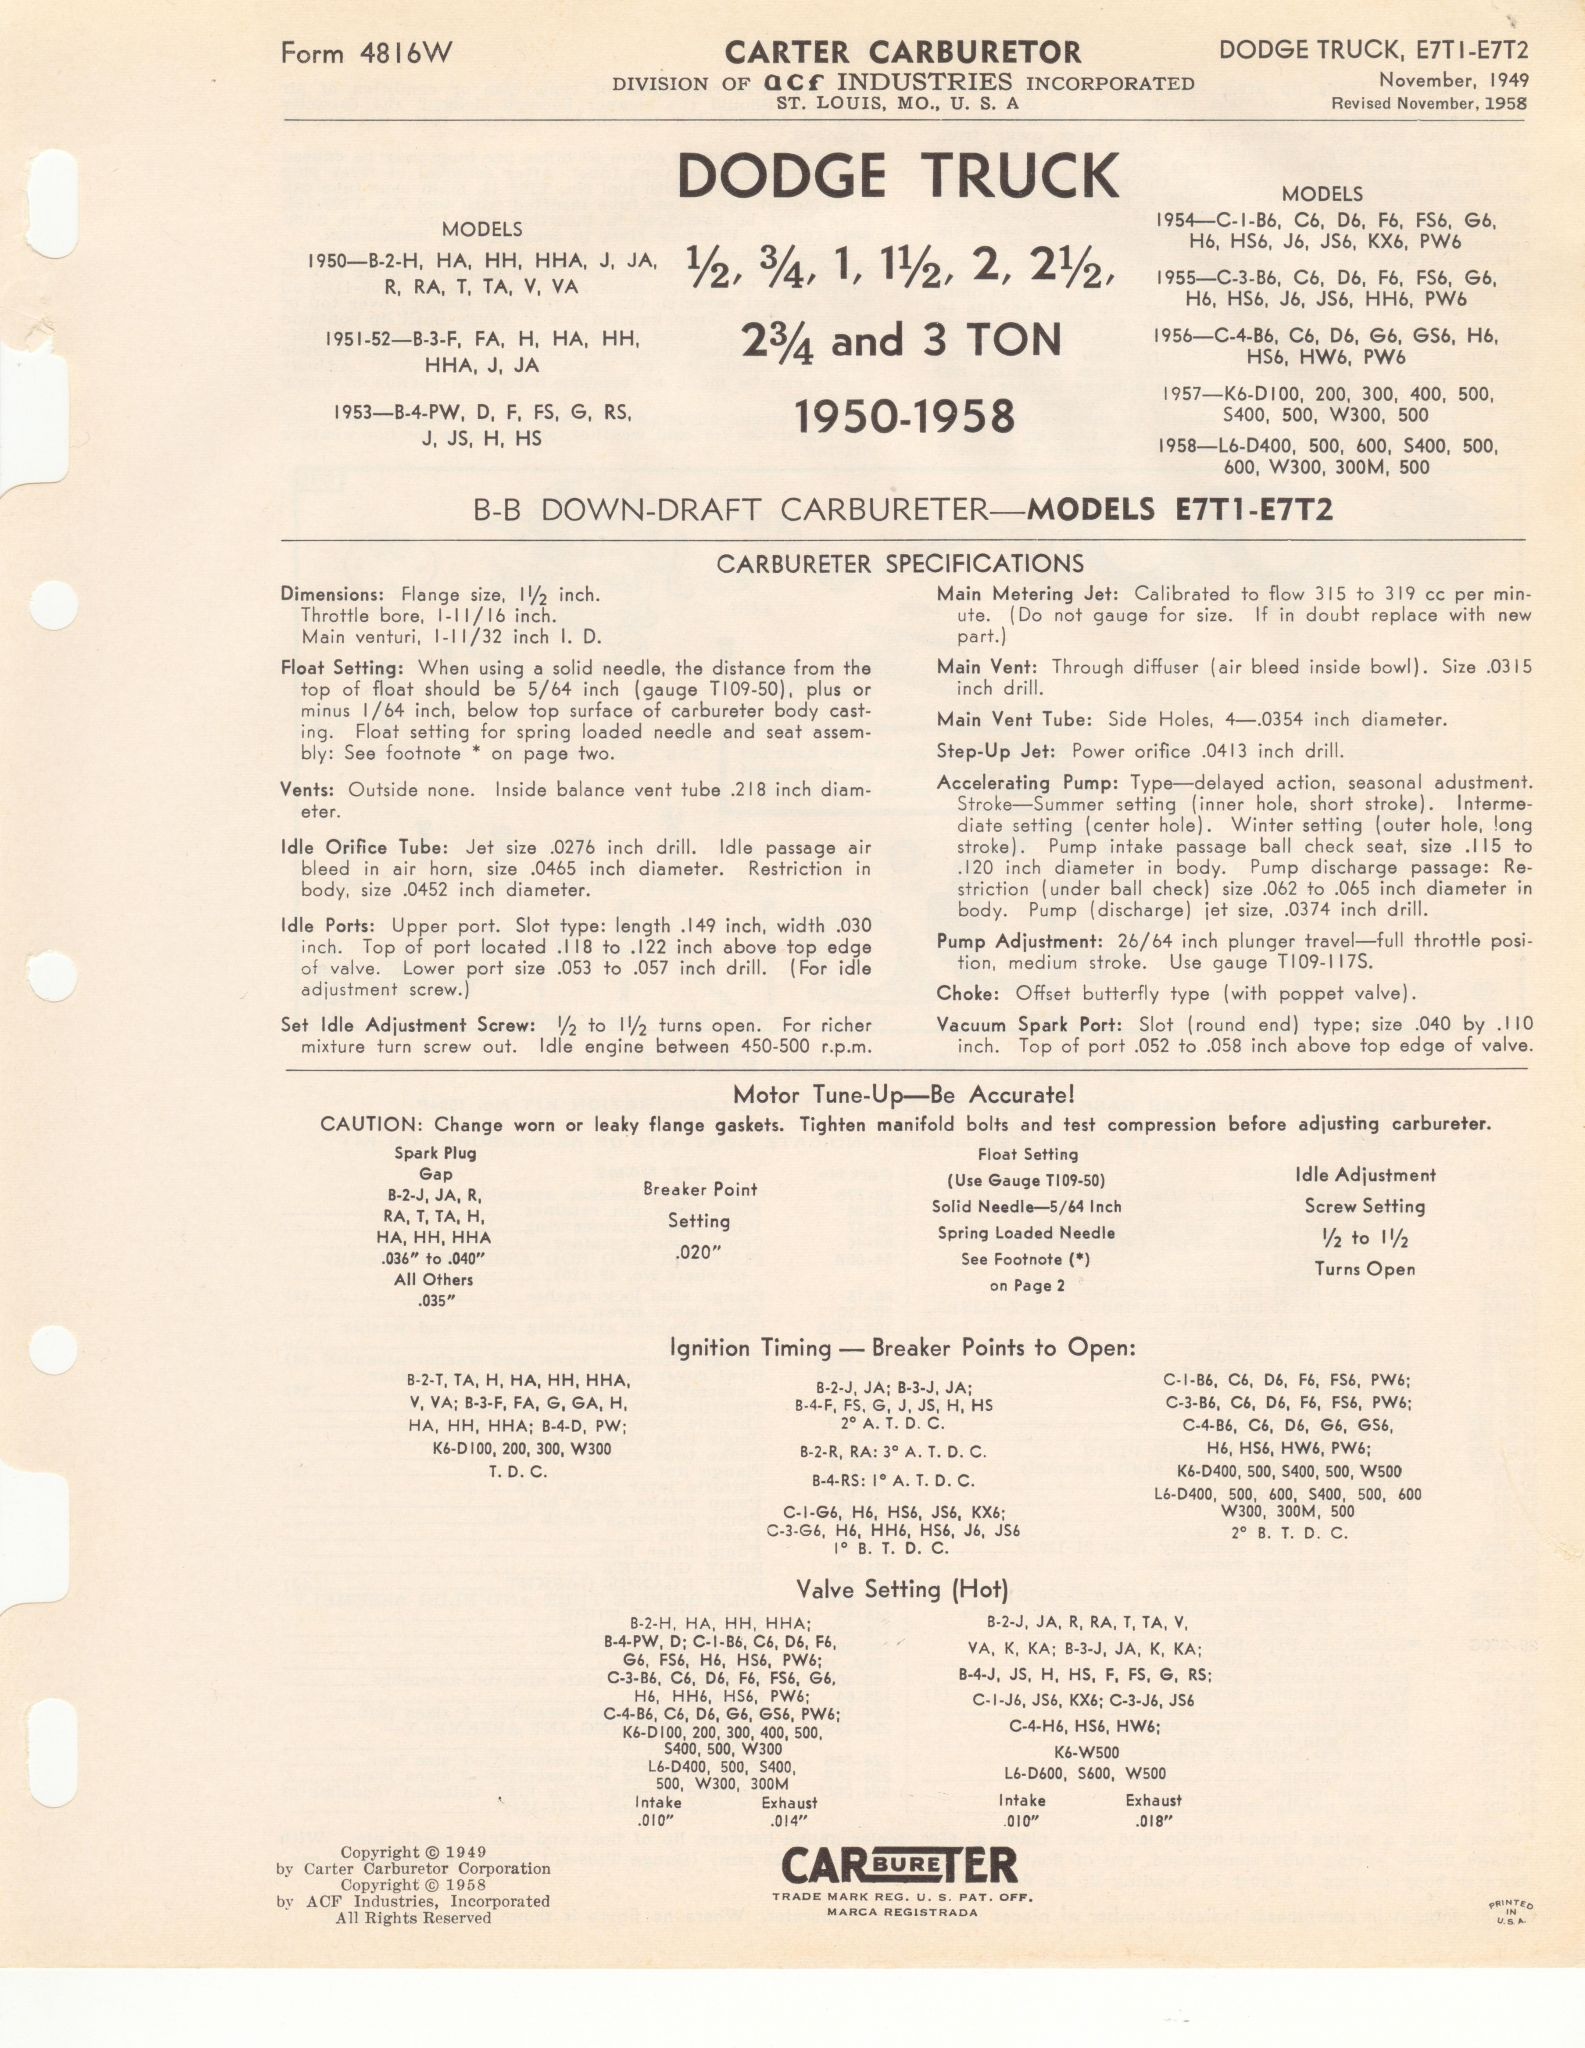 Form 4816W
CARTER CARBURETOR
DIVISION OF acf INDUSTRIES INCORPORATED
ST. LOUIS, MO., U. S. A
DODGE TRUCK, E7T1-E7T2
November, 1949
Revised November, 1958
DODGE TRUCK
½, ¾, 1, 1½, 2, 2½,
2¾ and 3 TON
1950-1958
MODELS
1950—B-2-H, HA, HH, HHA, J, JA,
R, RA, T, TA, V, VA
1951-52—B-3-F, FA, H, HA, HH,
HHA, J, JA
1953—B-4-PW, D, F, FS, G, RS,
J, JS, H, HS
MODELS
1954—C-1-B6, C6, D6, F6, FS6, G6,
H6, HS6, J6, JS6, KX6, PW6
1955—C-3-B6, C6, D6, F6, FS6, G6,
H6, HS6, J6, JS6, HH6, PW6
1956—C-4-B6, C6, D6, G6, GS6, H6,
HS6, HW6, PW6
1957—K6-D100, 200, 300, 400, 500,
S400, 500, W300, 500
1958—L6-D400, 500, 600, S400, 500,
600, W300, 300M, 500
B-B DOWN-DRAFT CARBURETER—MODELS E7T1-E7T2
CARBURETER SPECIFICATIONS
Dimensions: Flange size, 1½ inch.
Throttle bore, 1-11/16 inch.
Main venturi, 1-11/32 inch I. D.
Float Setting: When using a solid needle, the distance from the
top of float should be 5/64 inch (gauge T109-50), plus or
minus 1/64 inch, below top surface of carbureter body cast-
ing. Float setting for spring loaded needle and seat assem-
bly: See footnote * on page two.
Vents: Outside none. Inside balance vent tube .218 inch diam-
eter.
Idle Orifice Tube: Jet size .0276 inch drill. Idle passage air
bleed in air horn, size .0465 inch diameter. Restriction in
body, size .0452 inch diameter.
Idle Ports: Upper port. Slot type: length .149 inch, width .030
inch. Top of port located .118 to .122 inch above top edge
of valve. Lower port size .053 to .057 inch drill. (For idle
adjustment screw.)
Set Idle Adjustment Screw: ½ to 1½ turns open. For richer
mixture turn screw out. Idle engine between 450-500 r.p.m.
Main Metering Jet: Calibrated to flow 315 to 319 cc per min-
ute. (Do not gauge for size. If in doubt replace with new
part.)
Main Vent: Through diffuser (air bleed inside bowl). Size .0315
inch drill.
Main Vent Tube: Side Holes, 4—.0354 inch diameter.
Step-Up Jet: Power orifice .0413 inch drill.
Accelerating Pump: Type—delayed action, seasonal adustment.
Stroke—Summer setting (inner hole, short stroke). Interme-
diate setting (center hole). Winter setting (outer hole, long
stroke). Pump intake passage ball check seat, size .115 to
.120 inch diameter in body. Pump discharge passage: Re-
striction (under ball check) size .062 to .065 inch diameter in
body. Pump (discharge) jet size, .0374 inch drill.
Pump Adjustment: 26/64 inch plunger travel—full throttle posi-
tion, medium stroke. Use gauge T109-117S.
Choke: Offset butterfly type (with poppet valve).
Vacuum Spark Port: Slot (round end) type; size .040 by .110
inch. Top of port .052 to .058 inch above top edge of valve.
Motor Tune-Up—Be Accurate!
CAUTION: Change worn or leaky flange gaskets. Tighten manifold bolts and test compression before adjusting carbureter.
Spark Plug
Gap
B-2-J, JA, R,
RA, T, TA, H,
HA, HH, HHA
.036" to .040"
All Others
.035"
Breaker Point
Setting
.020"
Float Setting
(Use Gauge T109-50)
Solid Needle—5/64 Inch
Spring Loaded Needle
See Footnote (*)
on Page 2
Idle Adjustment
Screw Setting
½ to 1½
Turns Open
Ignition Timing — Breaker Points to Open:
B-2-T, TA, H, HA, HH, HHA,
V, VA; B-3-F, FA, G, GA, H,
HA, HH, HHA; B-4-D, PW;
K6-D100, 200, 300, W300
T. D. C.
B-2-J, JA; B-3-J, JA;
B-4-F, FS, G, J, JS, H, HS
2° A. T. D. C.
B-2-R, RA: 3° A. T. D. C.
B-4-RS: 1° A. T. D. C.
C-1-G6, H6, HS6, JS6, KX6;
C-3-G6, H6, HH6, HS6, J6, JS6
1° B. T. D. C.
C-1-B6, C6, D6, F6, FS6, PW6;
C-3-B6, C6, D6, F6, FS6, PW6;
C-4-B6, C6, D6, G6, GS6,
H6, HS6, HW6, PW6;
K6-D400, 500, S400, 500, W500
L6-D400, 500, 600, S400, 500, 600
W300, 300M, 500
2° B. T. D. C.
Valve Setting (Hot)
B-2-H, HA, HH, HHA;
B-4-PW, D; C-1-B6, C6, D6, F6,
G6, FS6, H6, HS6, PW6;
C-3-B6, C6, D6, F6, FS6, G6,
H6, HH6, HS6, PW6;
C-4-B6, C6, D6, G6, GS6, PW6;
K6-D100, 200, 300, 400, 500,
S400, 500, W300
L6-D400, 500, S400,
500, W300, 300M
Intake Exhaust
.010" .014"
B-2-J, JA, R, RA, T, TA, V,
VA, K, KA; B-3-J, JA, K, KA;
B-4-J, JS, H, HS, F, FS, G, RS;
C-1-J6, JS6, KX6; C-3-J6, JS6
C-4-H6, HS6, HW6;
K6-W500
L6-D600, S600, W500
Intake Exhaust
.010" .018"
Copyright © 1949
by Carter Carburetor Corporation
Copyright © 1958
by ACF Industries, Incorporated
All Rights Reserved
CARBURETER
TRADE MARK REG. U. S. PAT. OFF.
MARCA REGISTRADA
PRINTED
IN
U.S.A.